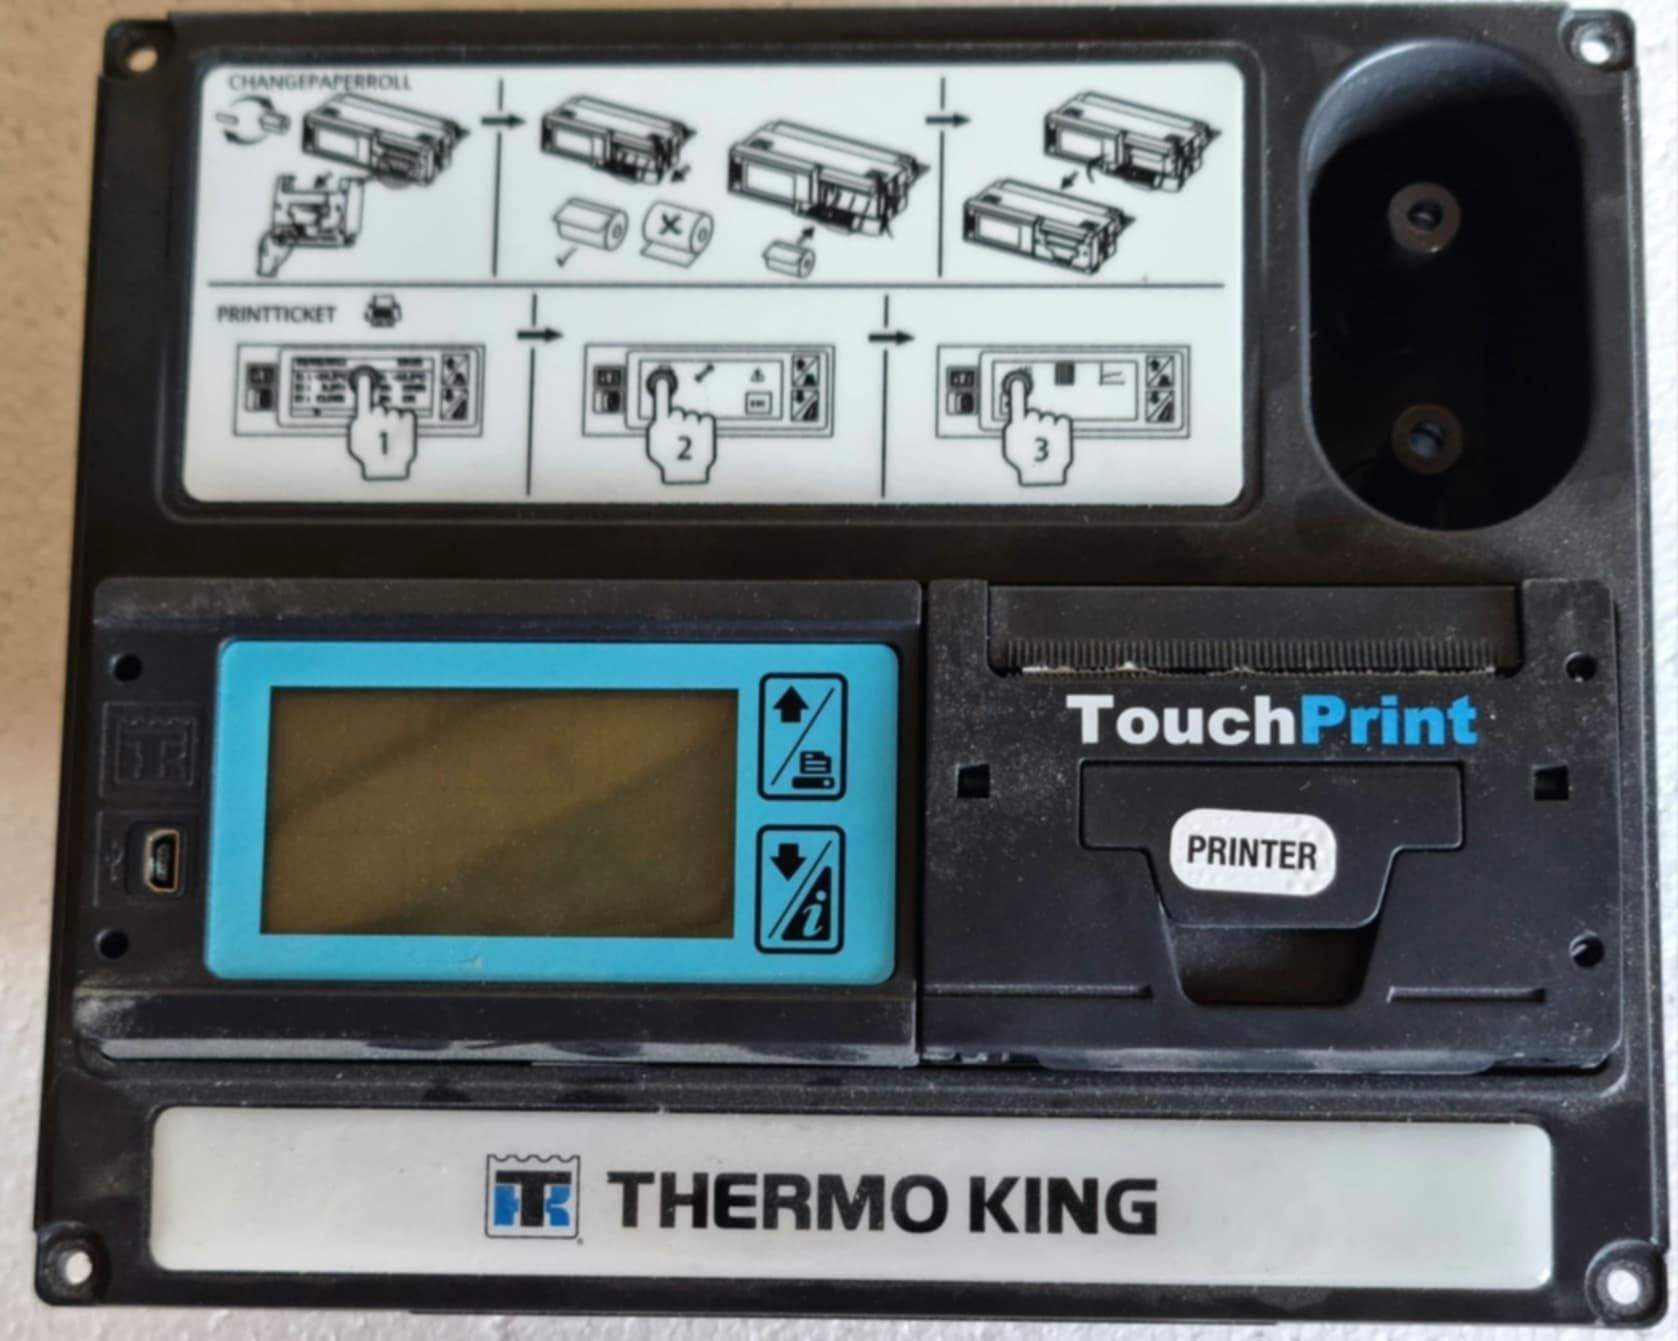 CHANGEPAPERROLL
PRINTTICKET
1
2
3
TouchPrint
PRINTER
i
THERMO KING